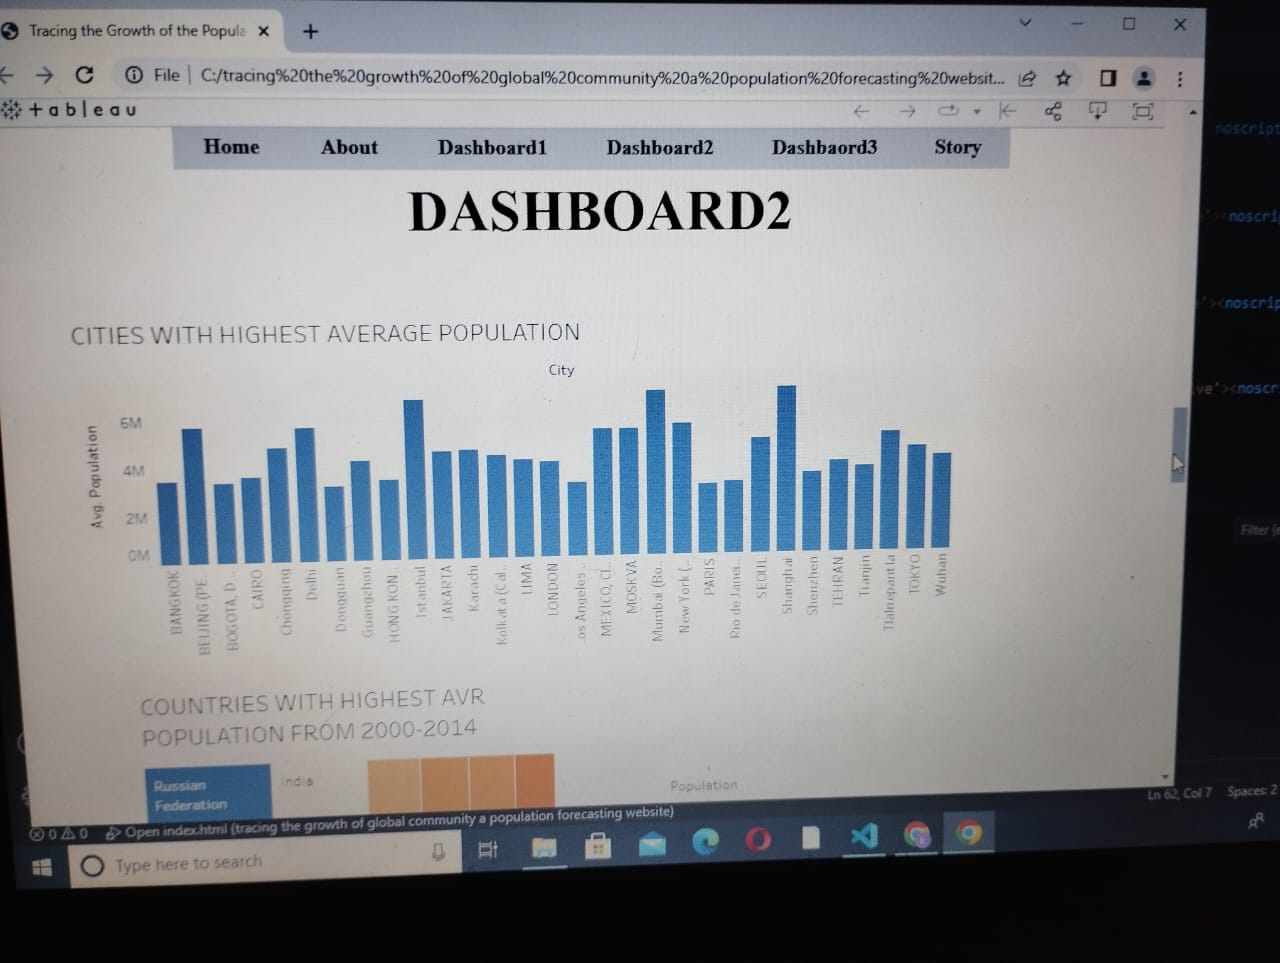 Tracing the Growth of the Popula
File
C:/tracing%20the%20growth%20of%20global%20community%20a%20population%20forecasting%20websit...
+ableau
Home About Dashboard1 Dashboard2 Dashbaord3 Story
DASHBOARD2
CITIES WITH HIGHEST AVERAGE POPULATION
City
Avg. Population
6M
4M
2M
0M
BANGKOK
BEIJING (PE..
BOGOTA, D...
CAIRO
Chongqing
Delhi
Dongguan
Guangzhou
HONG KON..
Istanbul
JAKARTA
Karachi
Kolkata (Cal..
LIMA
LONDON
..os Angeles ..
MEXICO, CI..
MOSKVA
Mumbai (Bo..
New York (..
PARIS
Rio de Janei..
SEOUL
Shanghai
Shenzhen
TEHRAN
Tianjin
Tlalnepantla
TOKYO
Wuhan
COUNTRIES WITH HIGHEST AVR
POPULATION FROM 2000-2014
Russian
Federation
India
Population
noscript
'><noscri
'><noscrip
ve'><noscr
Filter (e
Ln 62, Col 7 Spaces: 2
0 0 Open index.html (tracing the growth of global community a population forecasting website)
Type here to search